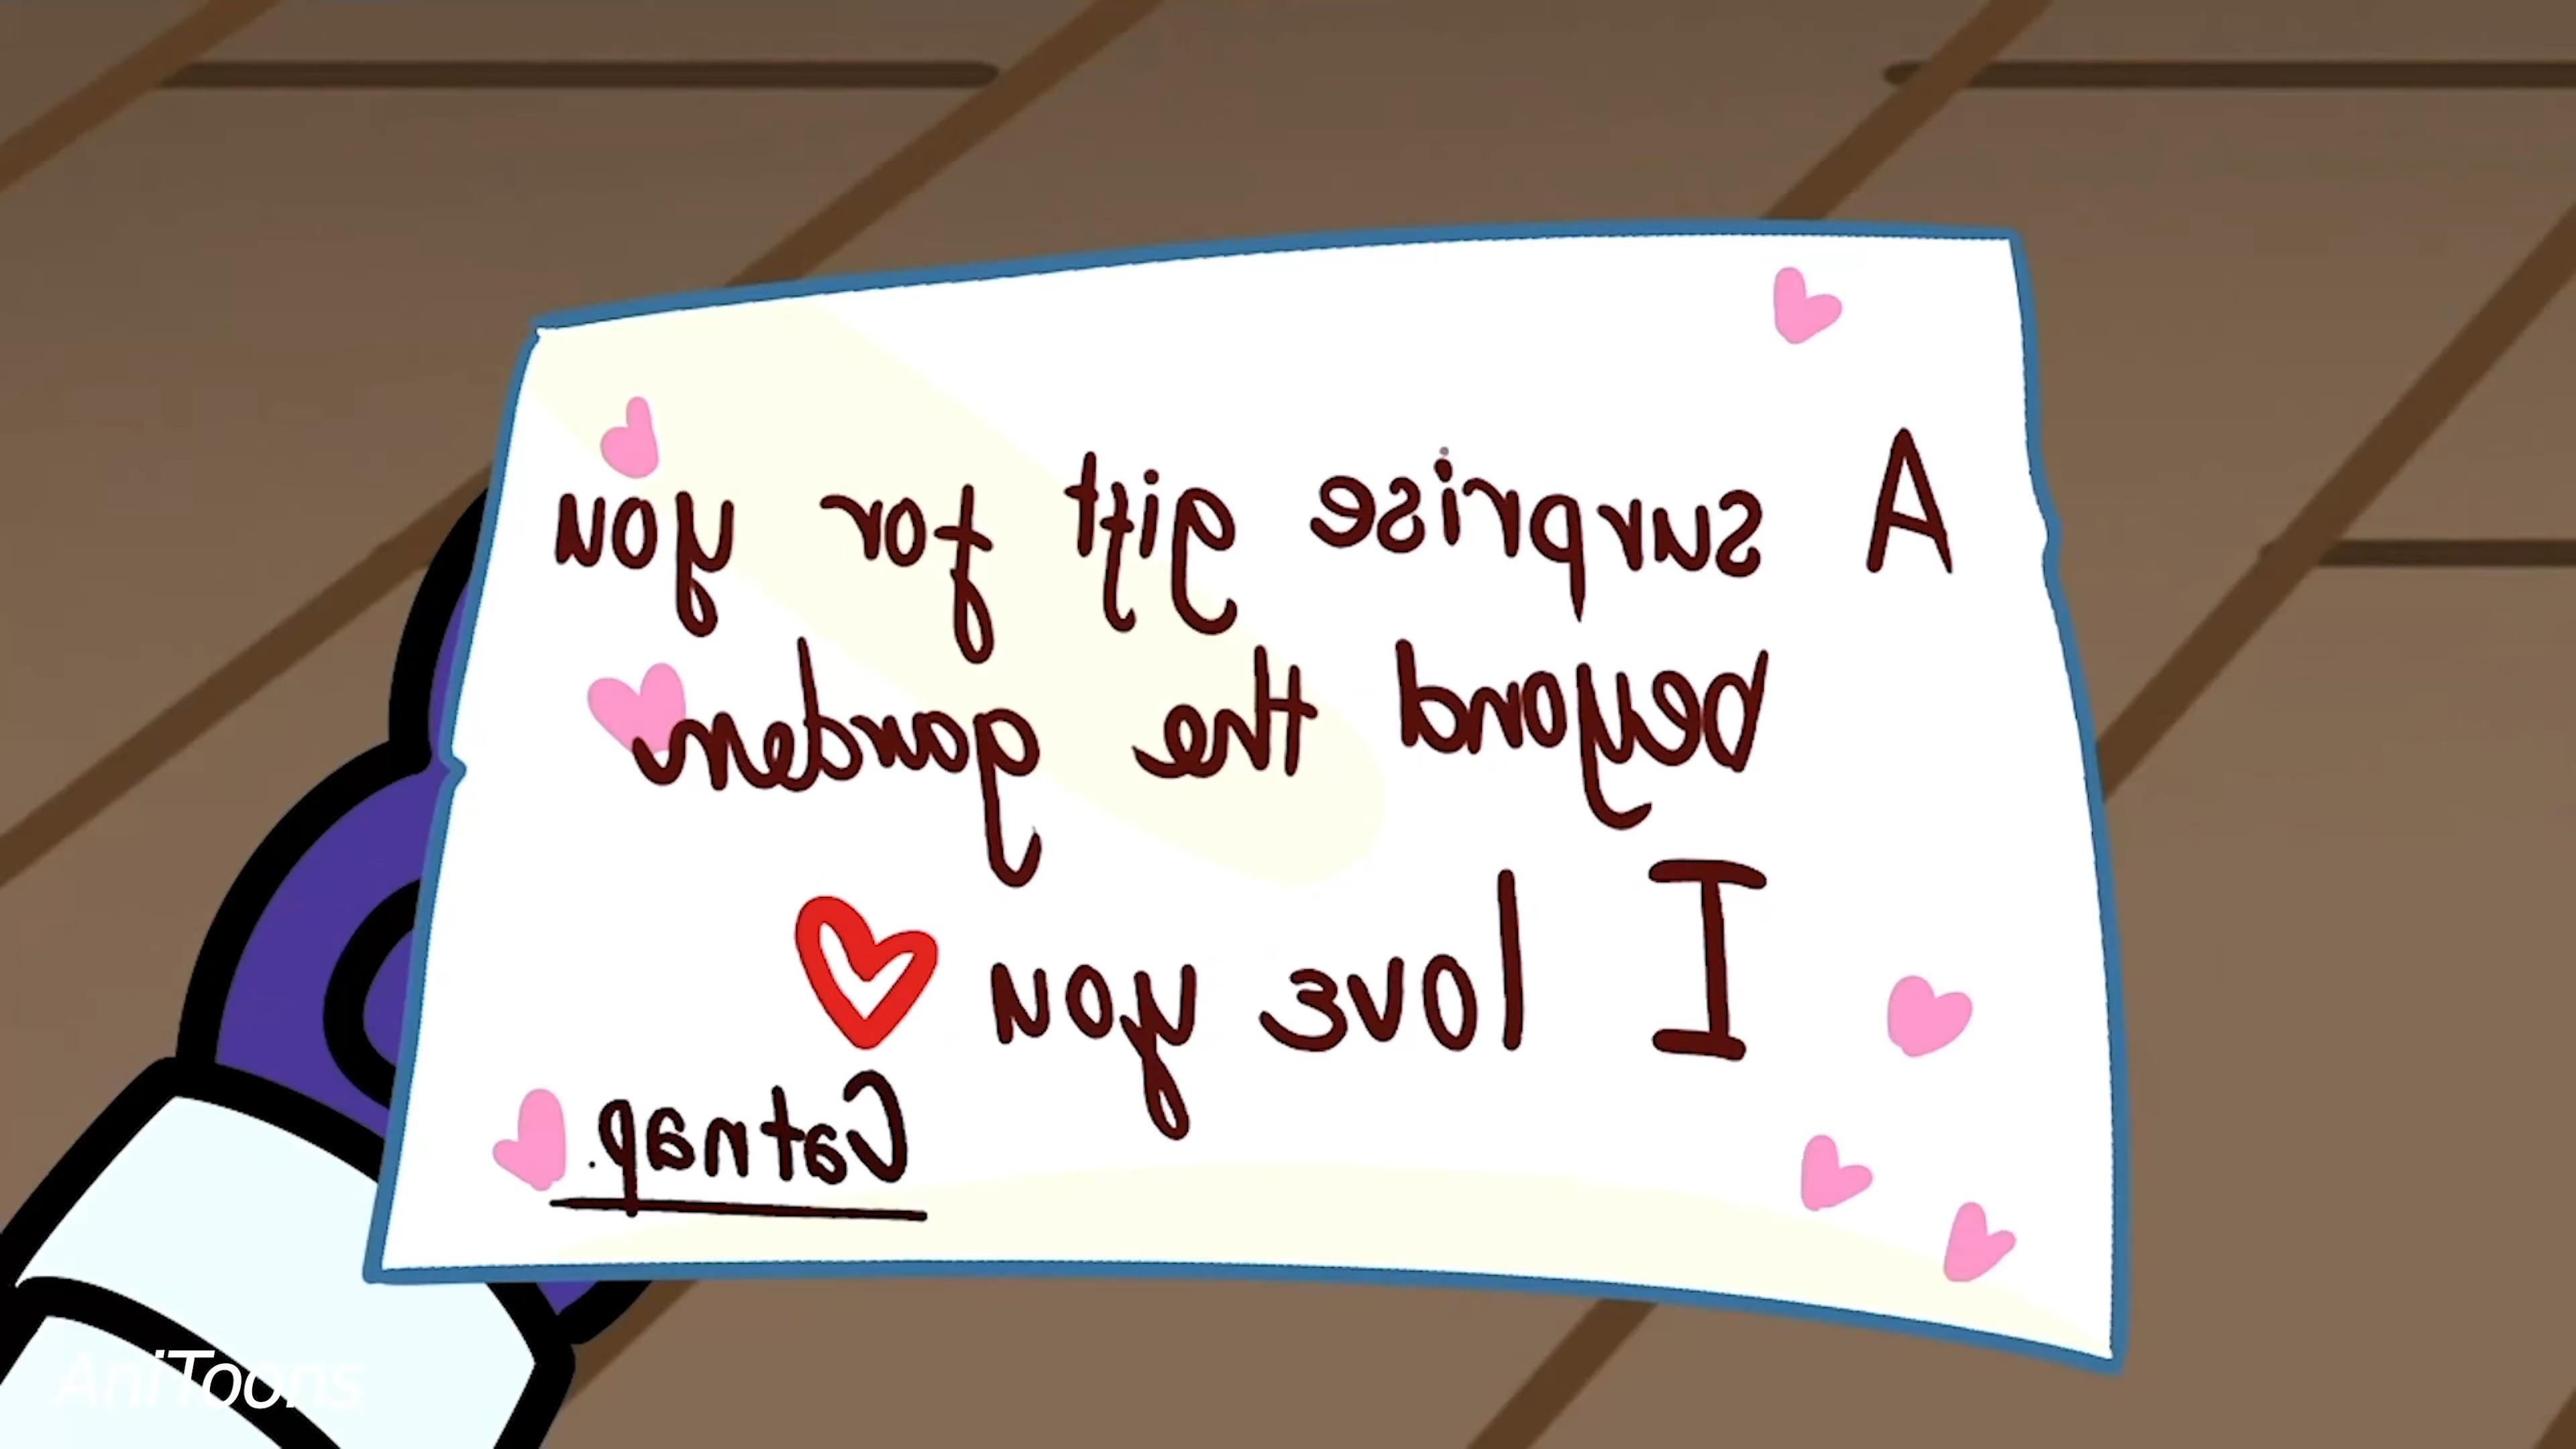 A surprise gift for you
beyond the garden
I love you
Catnap.
AniToons